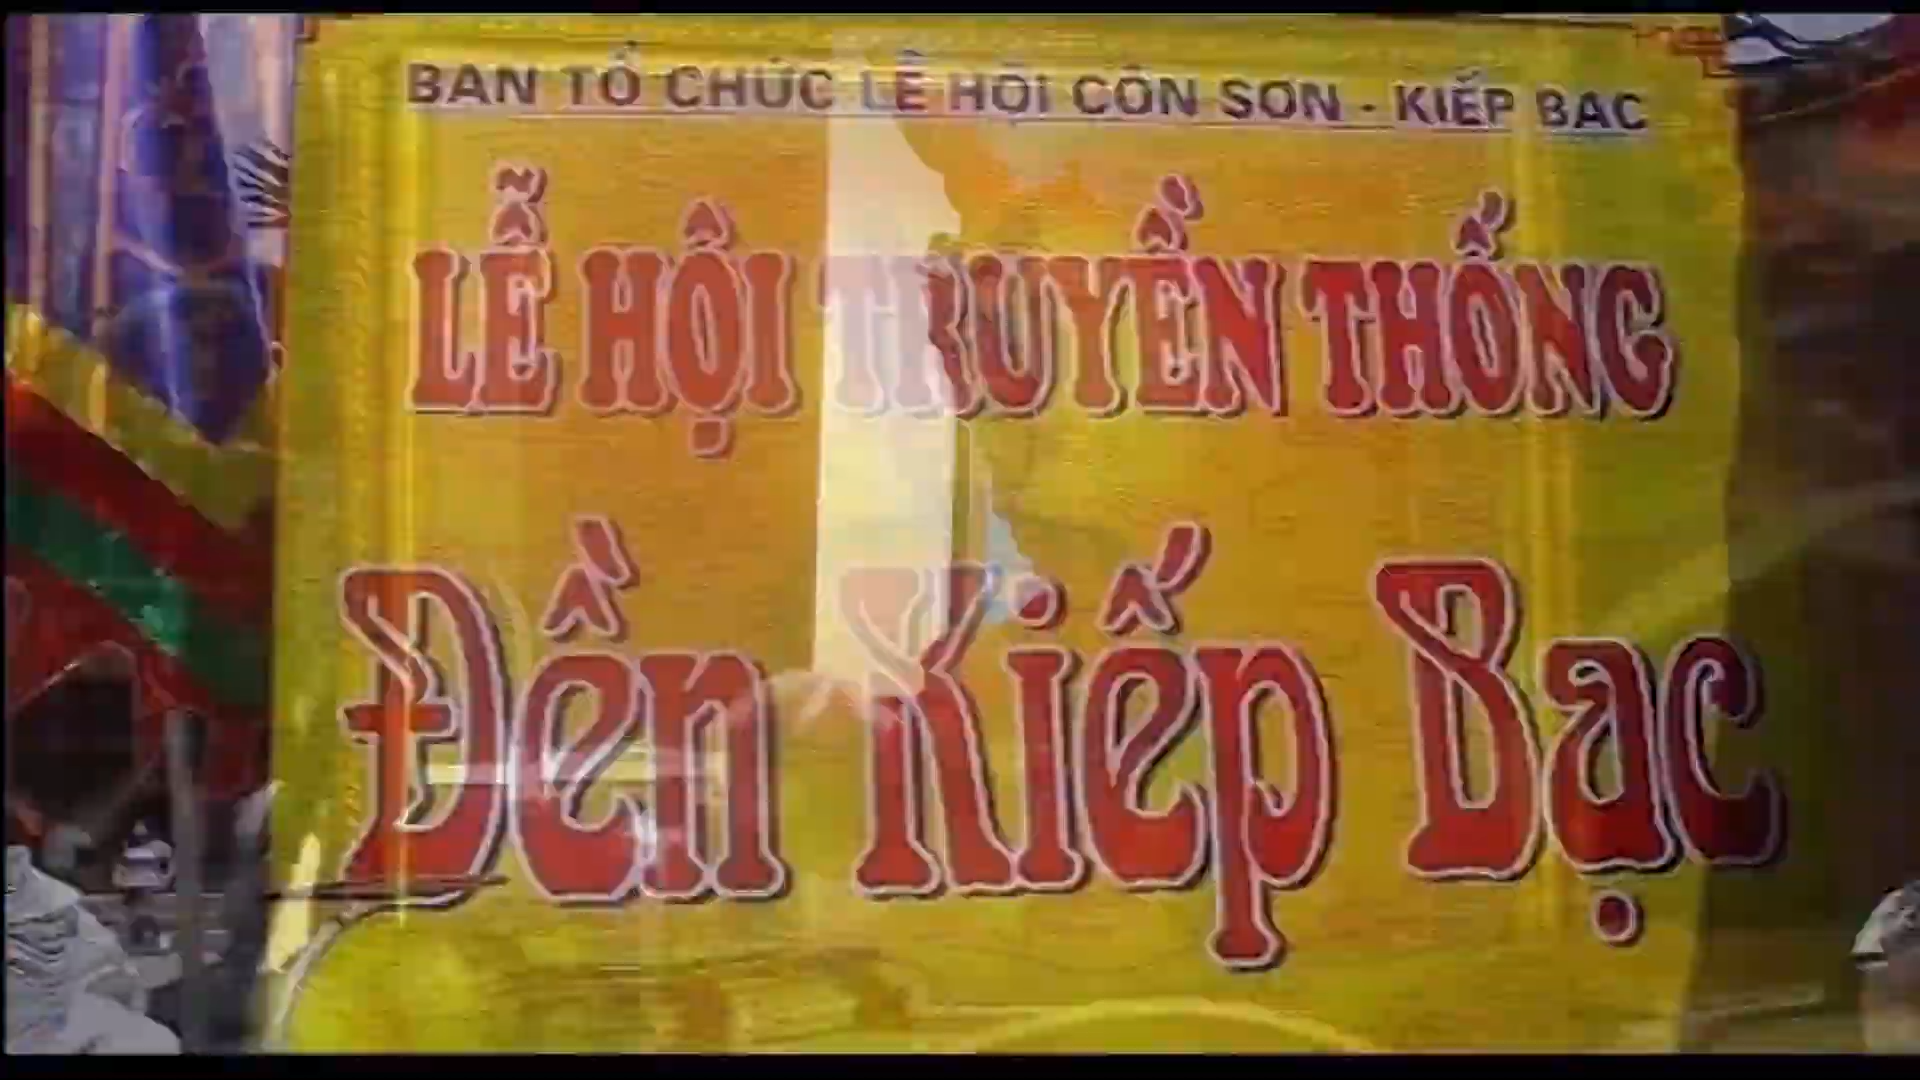 BAN TỔ CHỨC LỄ HỘI CÔN SƠN - KIẾP BẠC
LỄ HỘI TRUYỀN THỐNG
Đền Kiếp Bạc